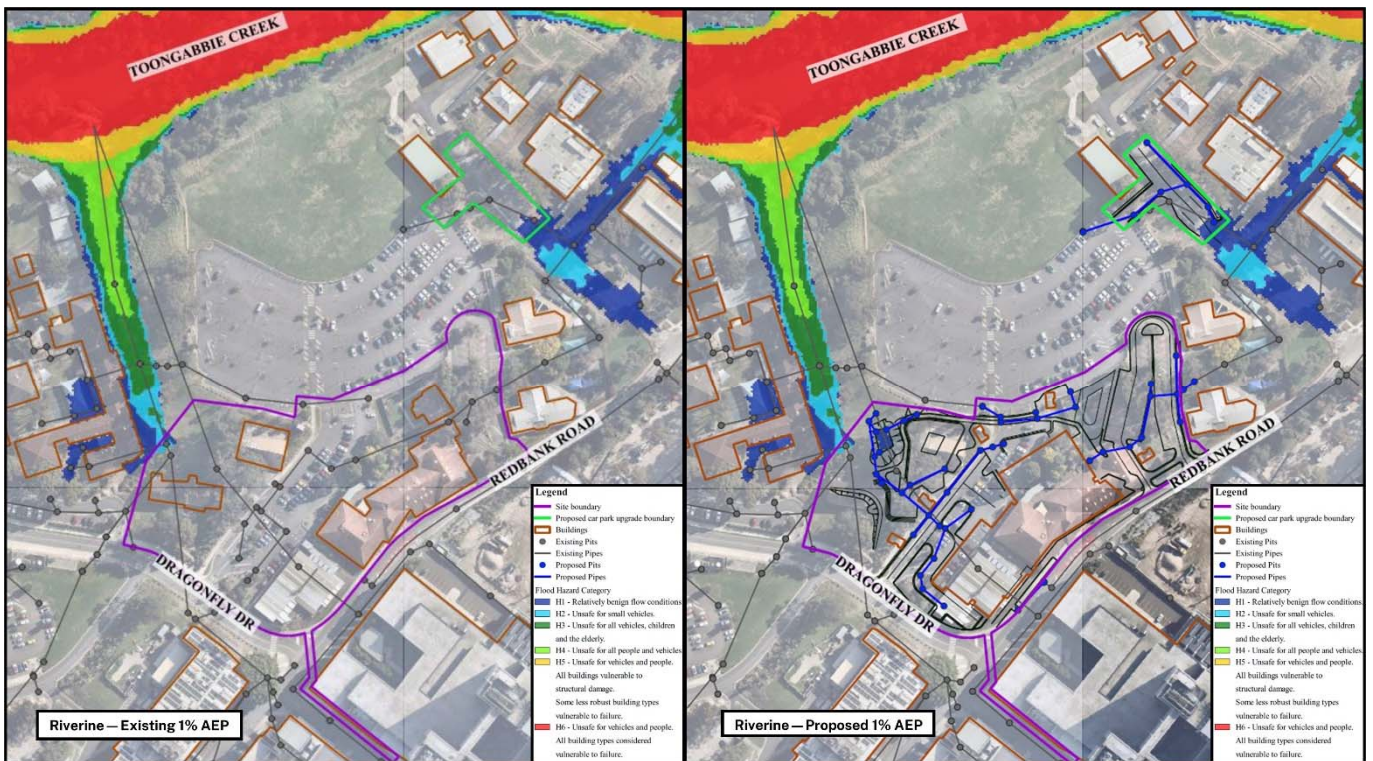 TOONGABBIE CREEK
REDBANK ROAD
DRAGONFLY DR
Riverine — Existing 1% AEP
Legend
Site boundary
Proposed car park upgrade boundary
Buildings
Existing Pits
Existing Pipes
Proposed Pits
Proposed Pipes
Flood Hazard Category
H1 - Relatively benign flow conditions.
H2 - Unsafe for small vehicles.
H3 - Unsafe for all vehicles, children
and the elderly.
H4 - Unsafe for all people and vehicles
H5 - Unsafe for vehicles and people.
All buildings vulnerable to
structural damage.
Some less robust building types
vulnerable to failure.
H6 - Unsafe for vehicles and people.
All building types considered
vulnerable to failure.
TOONGABBIE CREEK
REDBANK ROAD
DRAGONFLY DR
Riverine — Proposed 1% AEP
Legend
Site boundary
Proposed car park upgrade boundary
Buildings
Existing Pits
Existing Pipes
Proposed Pits
Proposed Pipes
Flood Hazard Category
H1 - Relatively benign flow conditions.
H2 - Unsafe for small vehicles.
H3 - Unsafe for all vehicles, children
and the elderly.
H4 - Unsafe for all people and vehicles
H5 - Unsafe for vehicles and people.
All buildings vulnerable to
structural damage.
Some less robust building types
vulnerable to failure.
H6 - Unsafe for vehicles and people.
All building types considered
vulnerable to failure.